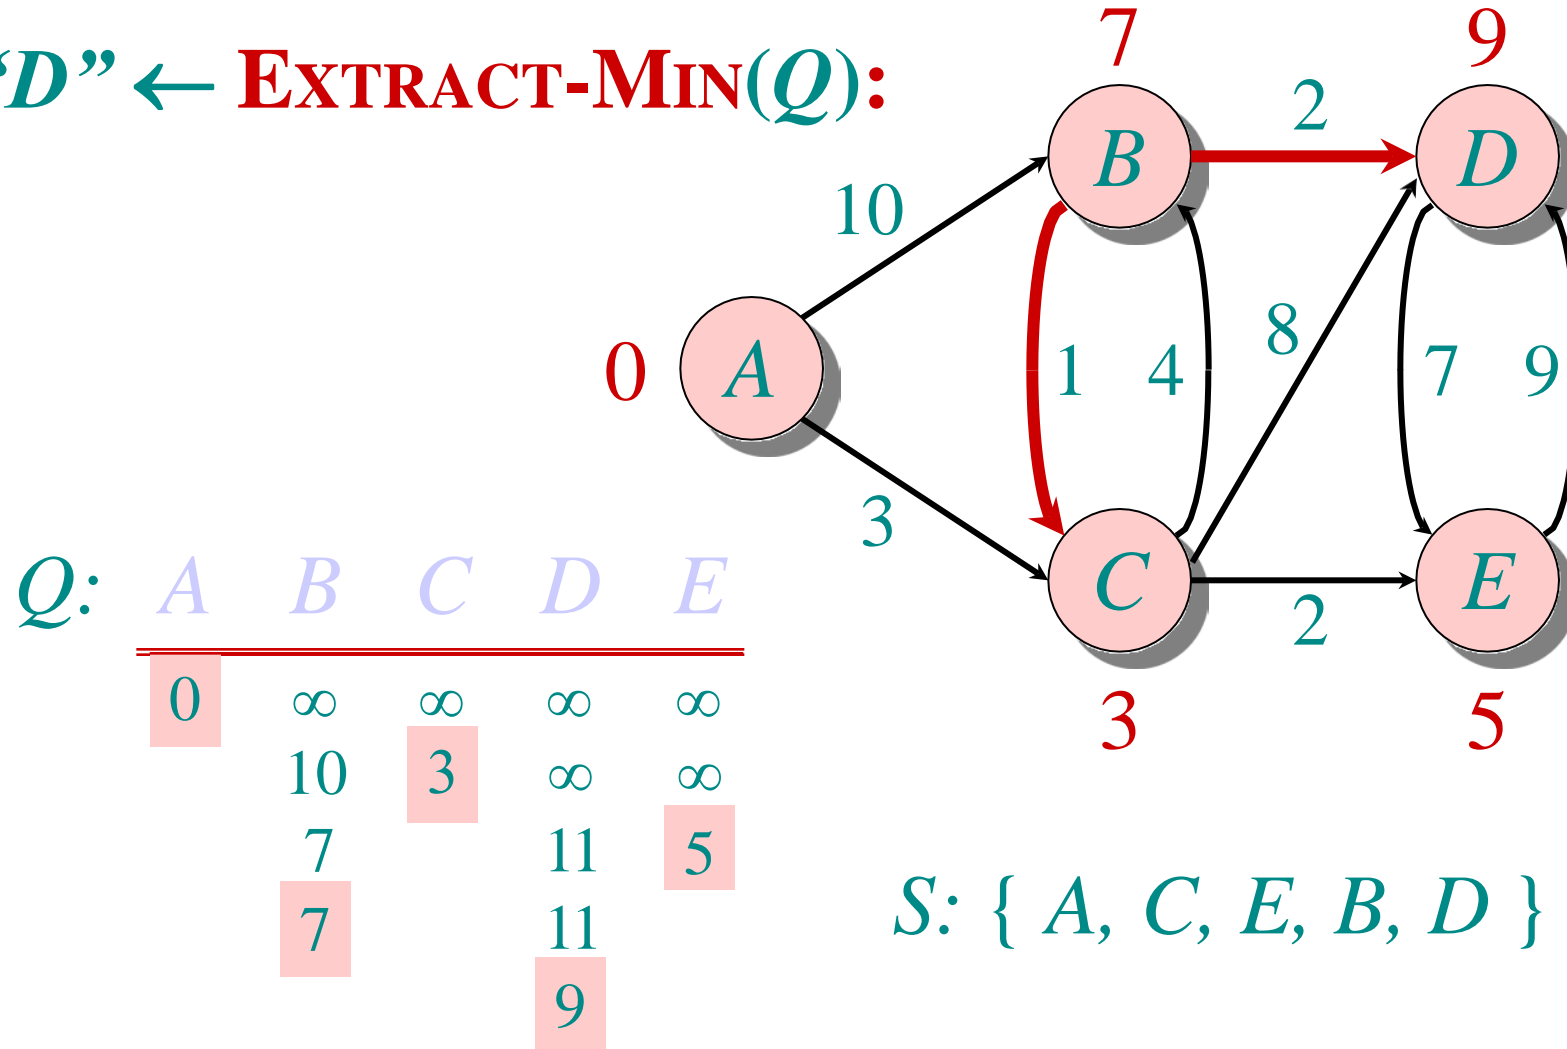 “D” ← EXTRACT-MIN(Q):
7 9
2
B D
10
8
0 A 1 4 7 9
3
C E
2
3 5
Q: A B C D E
0 ∞ ∞ ∞ ∞
10 3 ∞ ∞
7 11 5
7 11
9
S: { A, C, E, B, D }